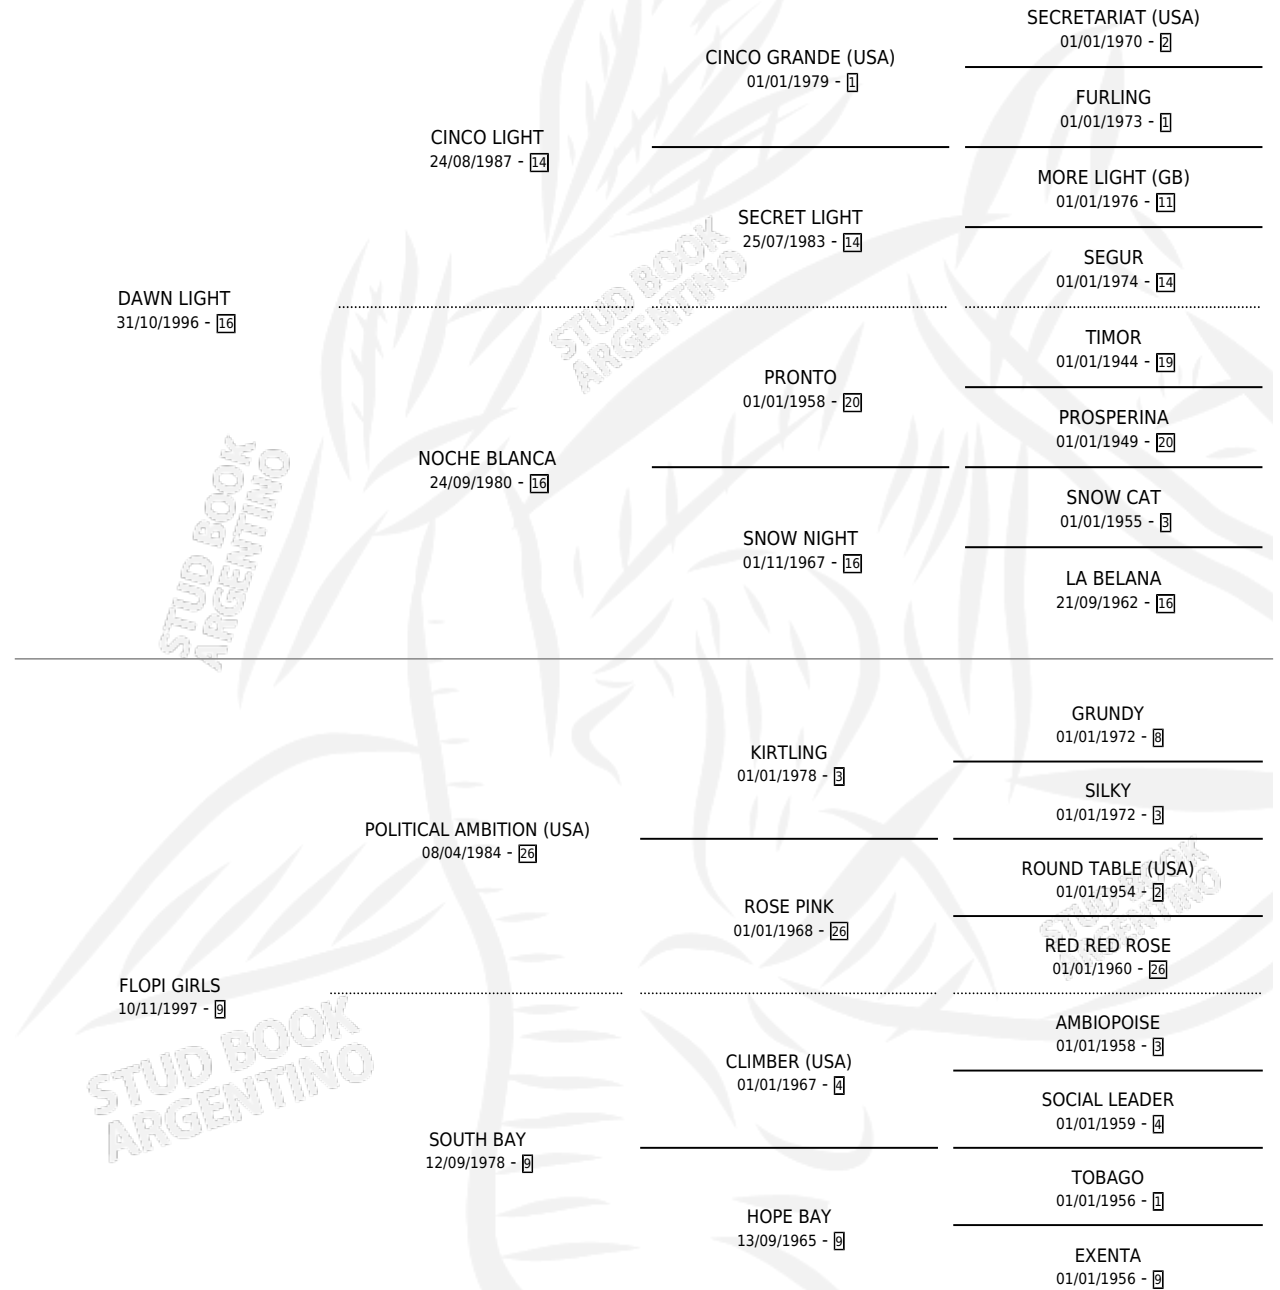 SECRETARIAT (USA)
01/01/1970 - 2
CINCO GRANDE (USA)
01/01/1979 - 1
FURLING
01/01/1973 - 1
CINCO LIGHT
24/08/1987 - 14
MORE LIGHT (GB)
01/01/1976 - 11
SECRET LIGHT
25/07/1983 - 14
SEGUR
01/01/1974 - 14
DAWN LIGHT
31/10/1996 - 16
STUD BOOK
ARGENTINO
TIMOR
01/01/1944 - 19
PRONTO
01/01/1958 - 20
PROSPERINA
01/01/1949 - 20
NOCHE BLANCA
24/09/1980 - 16
SNOW CAT
01/01/1955 - 3
SNOW NIGHT
01/11/1967 - 16
LA BELANA
21/09/1962 - 16
STUD BOOK
ARGENTINO
GRUNDY
01/01/1972 - 8
KIRTLING
01/01/1978 - 3
SILKY
01/01/1972 - 3
POLITICAL AMBITION (USA)
08/04/1984 - 26
ROUND TABLE (USA)
01/01/1954 - 2
ROSE PINK
01/01/1968 - 26
STUD BOOK
ARGENTINO
RED RED ROSE
01/01/1960 - 26
FLOPI GIRLS
10/11/1997 - 9
STUD BOOK
ARGENTINO
AMBIOPOISE
01/01/1958 - 3
CLIMBER (USA)
01/01/1967 - 4
SOCIAL LEADER
01/01/1959 - 4
SOUTH BAY
12/09/1978 - 9
TOBAGO
01/01/1956 - 1
HOPE BAY
13/09/1965 - 9
EXENTA
01/01/1956 - 9